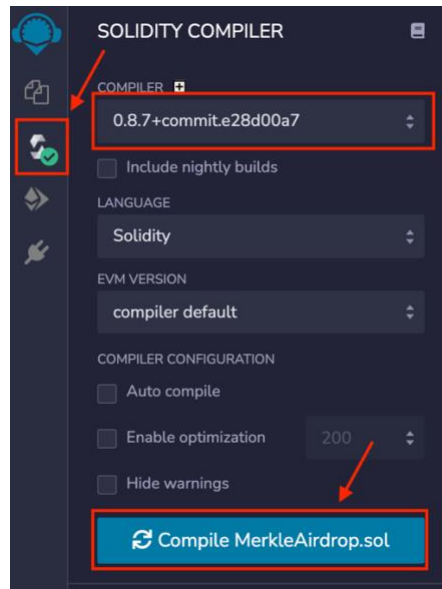 SOLIDITY COMPILER
COMPILER
0.8.7+commit.e28d00a7
Include nightly builds
LANGUAGE
Solidity
EVM VERSION
compiler default
COMPILER CONFIGURATION
Auto compile
Enable optimization 200
Hide warnings
Compile MerkleAirdrop.sol